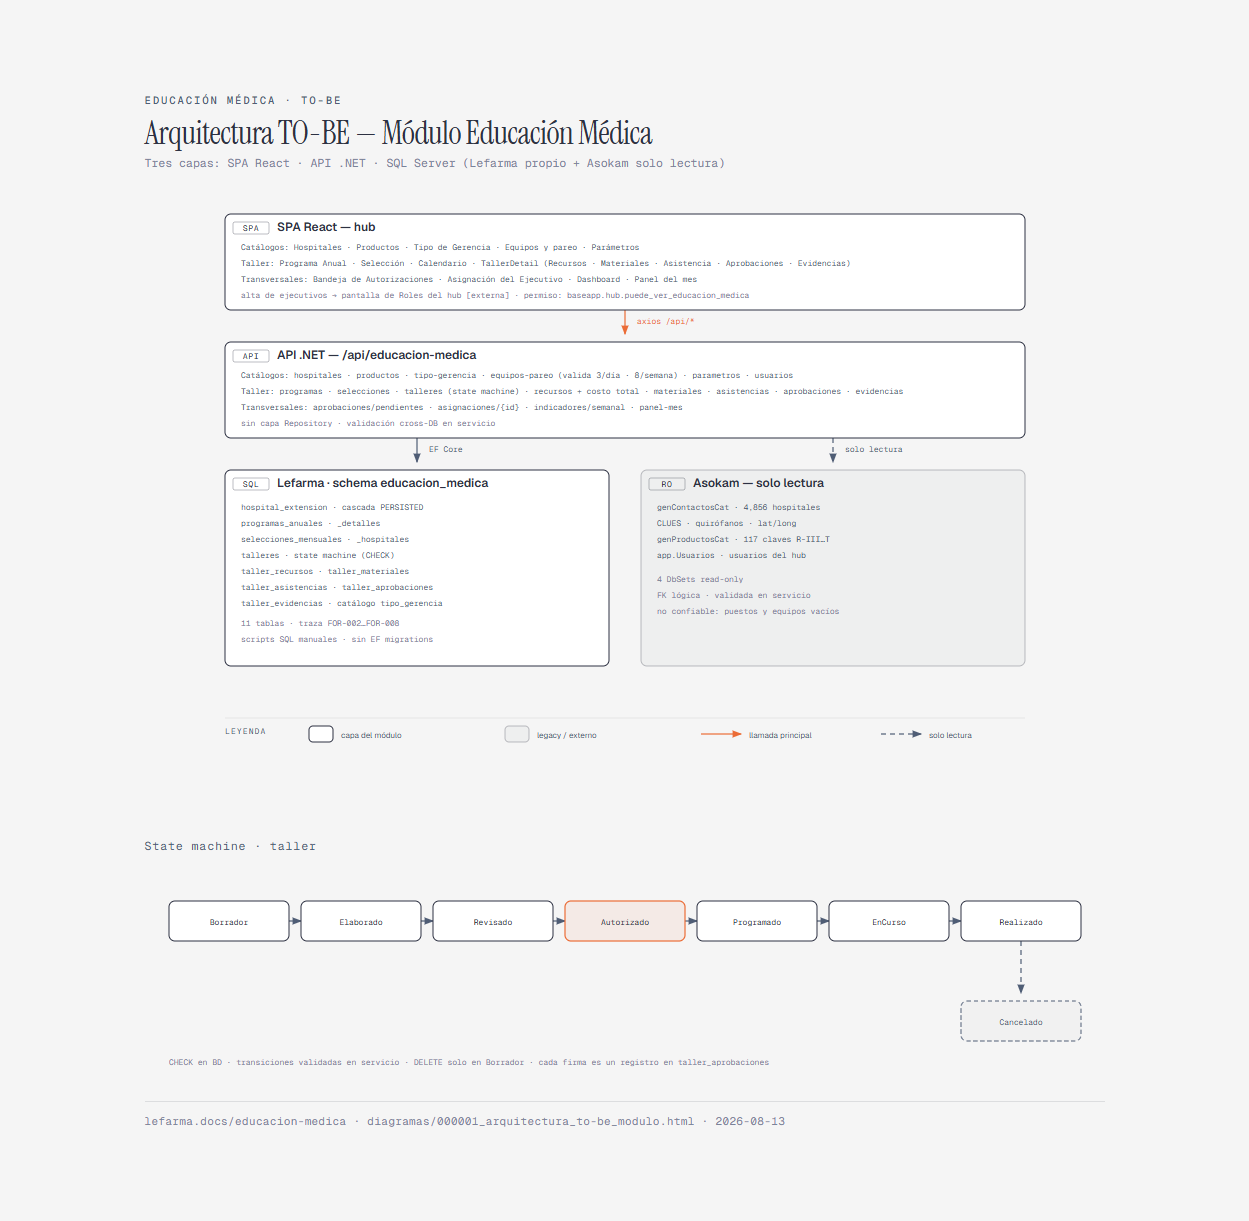 EDUCACIÓN MÉDICA · TO-BE
Arquitectura TO-BE — Módulo Educación Médica
Tres capas: SPA React · API .NET · SQL Server (Lefarma propio + Asokam solo lectura)
SPA
SPA React — hub
Catálogos: Hospitales · Productos · Tipo de Gerencia · Equipos y pareo · Parámetros
Taller: Programa Anual · Selección · Calendario · TallerDetail (Recursos · Materiales · Asistencia · Aprobaciones · Evidencias)
Transversales: Bandeja de Autorizaciones · Asignación del Ejecutivo · Dashboard · Panel del mes
alta de ejecutivos → pantalla de Roles del hub [externa] · permiso: baseapp.hub.puede_ver_educacion_medica
axios /api/*
API
API .NET — /api/educacion-medica
Catálogos: hospitales · productos · tipo-gerencia · equipos-pareo (valida 3/día · 8/semana) · parametros · usuarios
Taller: programas · selecciones · talleres (state machine) · recursos + costo total · materiales · asistencias · aprobaciones · evidencias
Transversales: aprobaciones/pendientes · asignaciones/{id} · indicadores/semanal · panel-mes
sin capa Repository · validación cross-DB en servicio
EF Core
solo lectura
SQL
Lefarma · schema educacion_medica
hospital_extension · cascada PERSISTED
programas_anuales · _detalles
selecciones_mensuales · _hospitales
talleres · state machine (CHECK)
taller_recursos · taller_materiales
taller_asistencias · taller_aprobaciones
taller_evidencias · catálogo tipo_gerencia
11 tablas · traza FOR-002…FOR-008
scripts SQL manuales · sin EF migrations
RO
Asokam — solo lectura
genContactosCat · 4,856 hospitales
CLUES · quirófanos · lat/long
genProductosCat · 117 claves R-III…T
app.Usuarios · usuarios del hub
4 DbSets read-only
FK lógica · validada en servicio
no confiable: puestos y equipos vacíos
LEYENDA
capa del módulo
legacy / externo
llamada principal
solo lectura
State machine · taller
Borrador
Elaborado
Revisado
Autorizado
Programado
EnCurso
Realizado
Cancelado
CHECK en BD · transiciones validadas en servicio · DELETE solo en Borrador · cada firma es un registro en taller_aprobaciones
lefarma.docs/educacion-medica · diagramas/000001_arquitectura_to-be_modulo.html · 2026-08-13